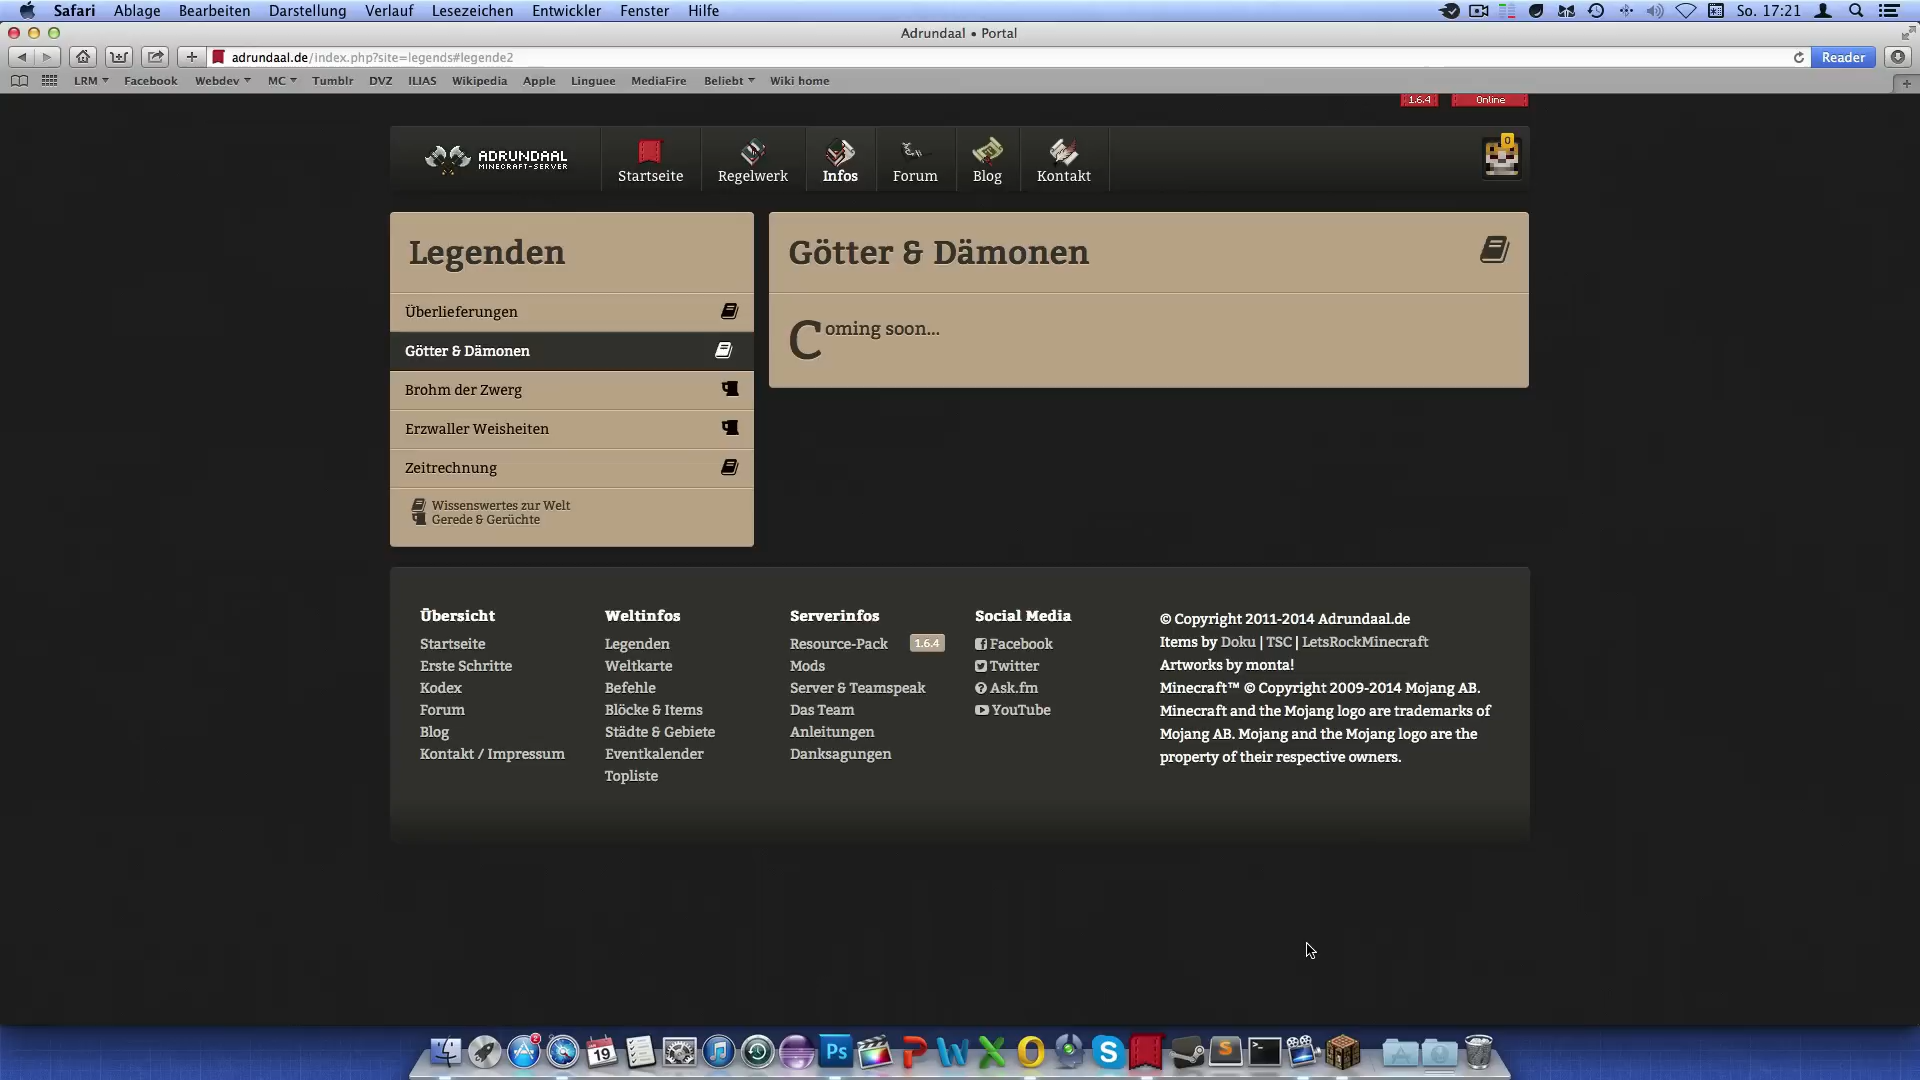 Safari Ablage Bearbeiten Darstellung Verlauf Lesezeichen Entwickler Fenster Hilfe So. 17:21
Adrundaal • Portal
adrundaal.de/index.php?site=legends#legende2 Reader
LRM Facebook Webdev MC Tumblr DVZ ILIAS Wikipedia Apple Linguee MediaFire Beliebt Wiki home
1.6.4 Online
ADRUNDAAL
MINECRAFT-SERVER
Startseite Regelwerk Infos Forum Blog Kontakt
0
Legenden
Überlieferungen
Götter & Dämonen
Brohm der Zwerg
Erzwaller Weisheiten
Zeitrechnung
Wissenswertes zur Welt
Gerede & Gerüchte
Götter & Dämonen
Coming soon...
Übersicht
Startseite
Erste Schritte
Kodex
Forum
Blog
Kontakt / Impressum
Weltinfos
Legenden
Weltkarte
Befehle
Blöcke & Items
Städte & Gebiete
Eventkalender
Topliste
Serverinfos
Resource-Pack 1.6.4
Mods
Server & Teamspeak
Das Team
Anleitungen
Danksagungen
Social Media
Facebook
Twitter
Ask.fm
YouTube
© Copyright 2011-2014 Adrundaal.de
Items by Doku | TSC | LetsRockMinecraft
Artworks by monta!
Minecraft™ © Copyright 2009-2014 Mojang AB.
Minecraft and the Mojang logo are trademarks of
Mojang AB. Mojang and the Mojang logo are the
property of their respective owners.
2
19
Ps